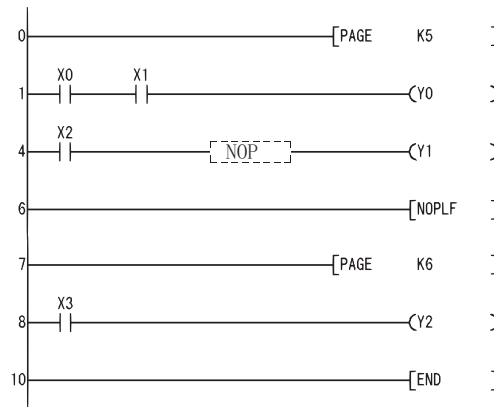 0 [PAGE K5 ]
X0 X1
1 (Y0 )
X2
4 NOP (Y1 )
6 [NOPLF ]
7 [PAGE K6 ]
X3
8 (Y2 )
10 [END ]